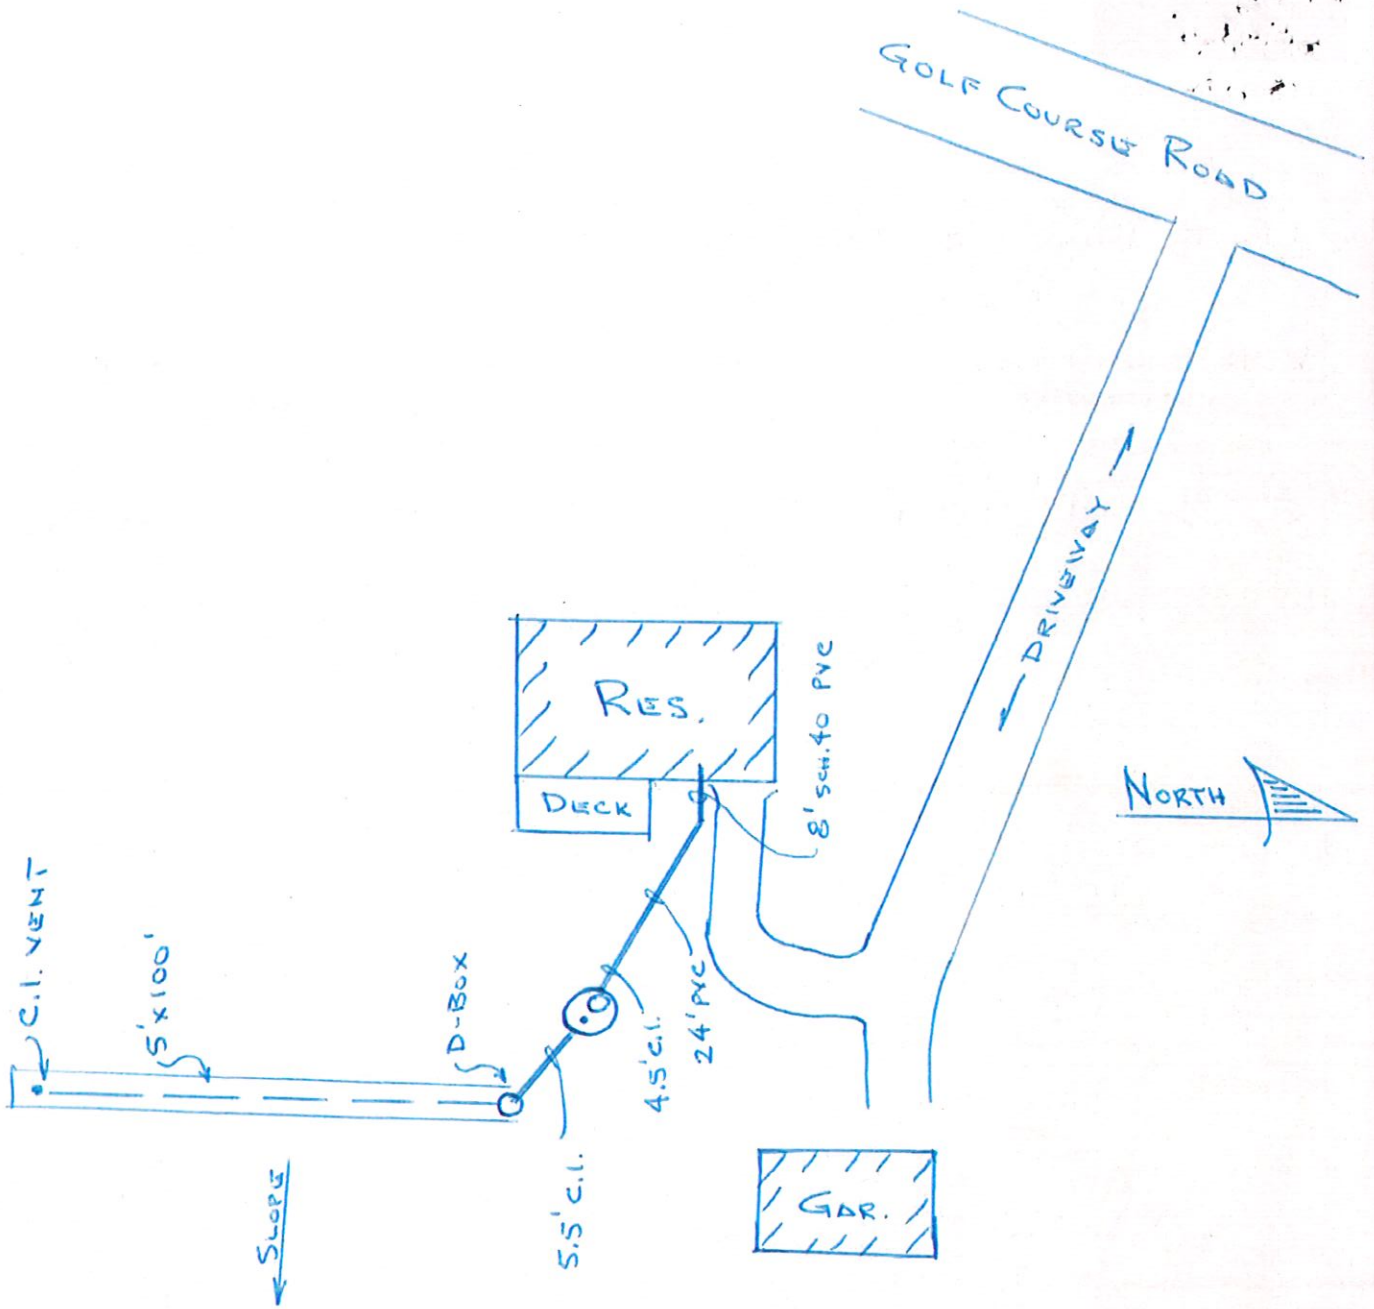 GOLF COURSE ROAD
← DRIVEWAY →
RES.
8' SCH.40 PVC
DECK
NORTH
C.I. VENT
5'x100'
D-BOX
24' PVC
4.5' C.I.
5.5' C.I.
SLOPE
GAR.